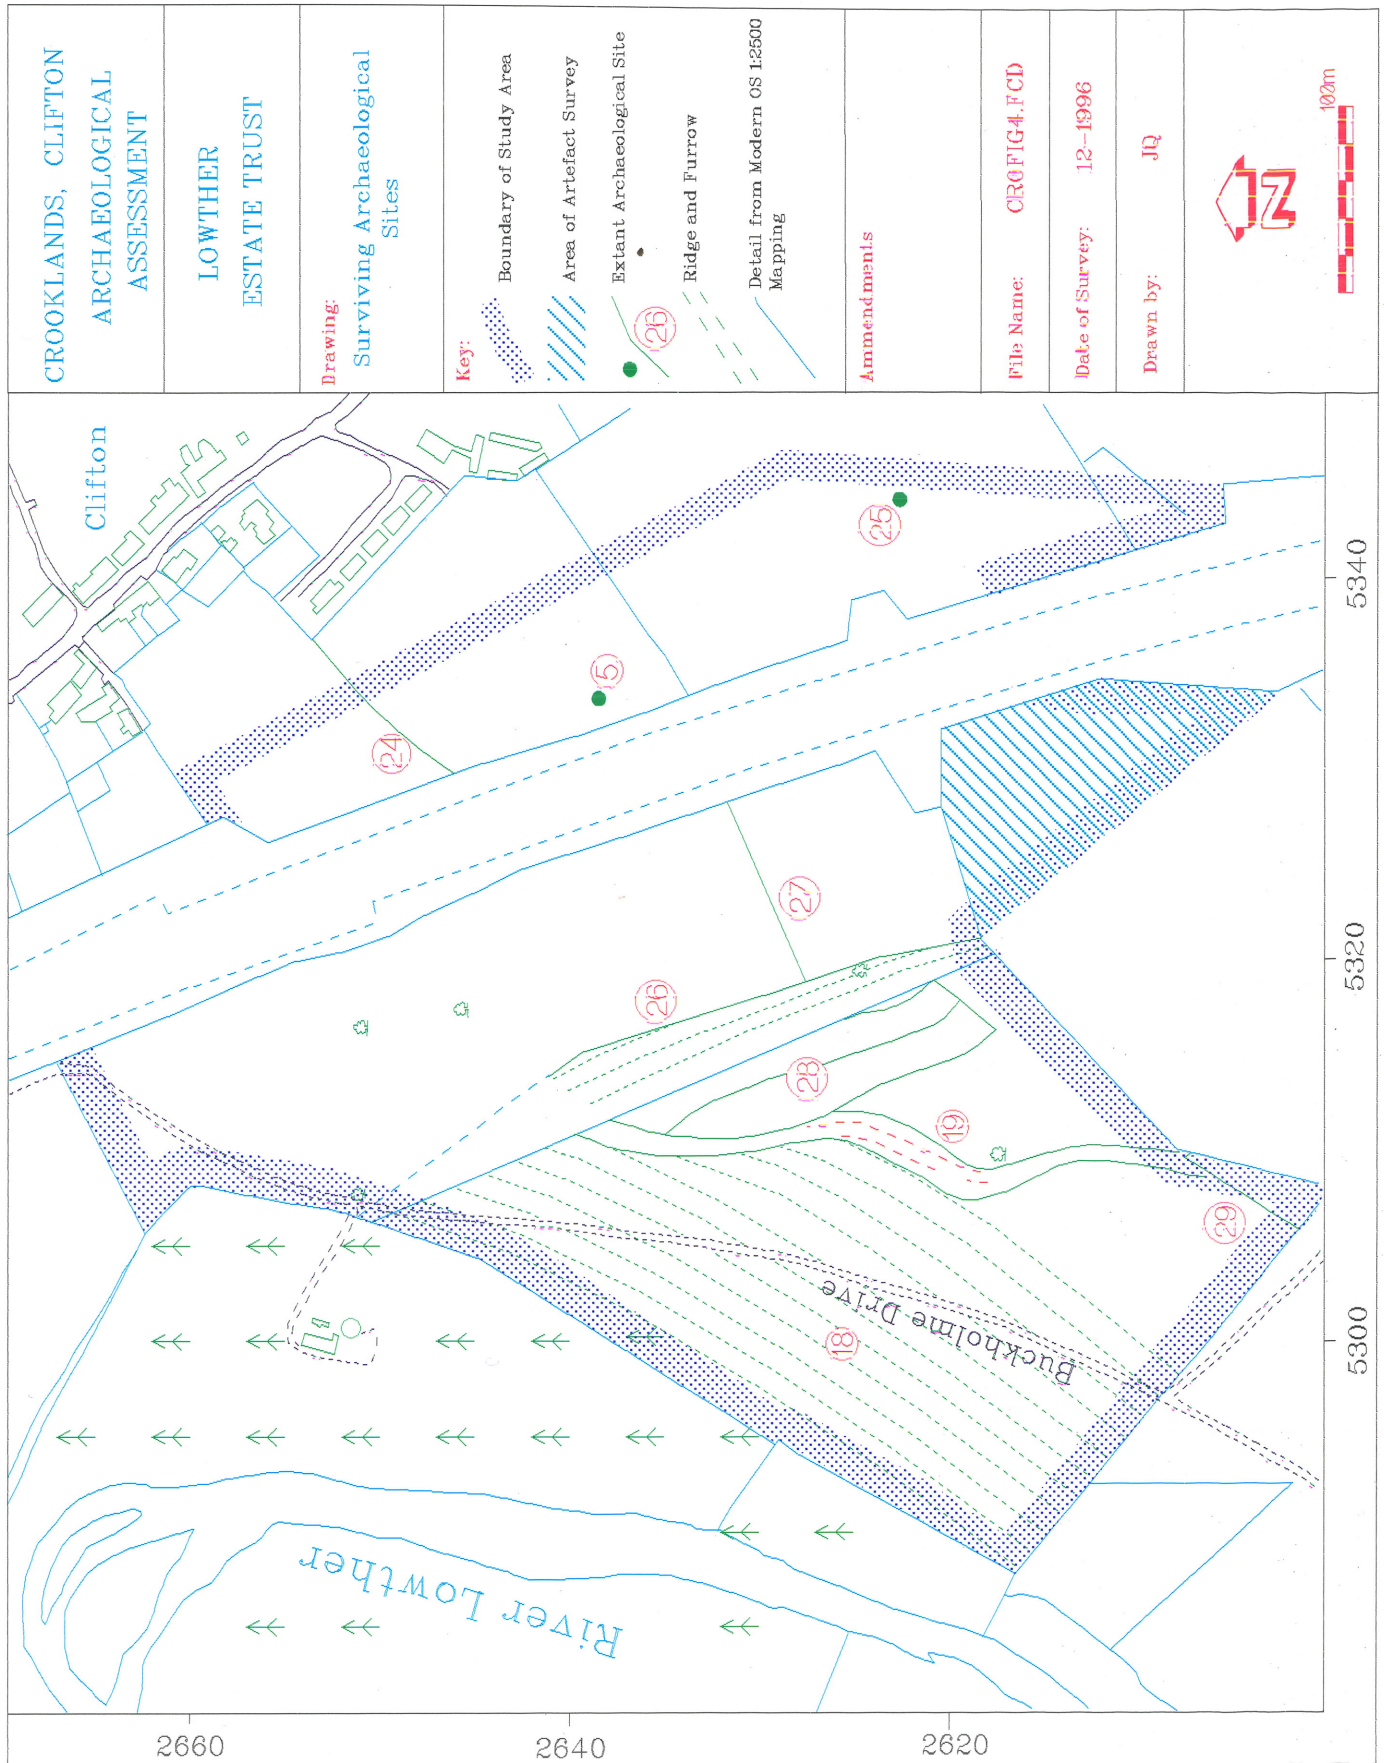 CROOKLANDS, CLIFTON
ARCHAEOLOGICAL
ASSESSMENT
LOWTHER
ESTATE TRUST
Drawing:
Surviving Archaeological
Sites
Key:
Boundary of Study Area
Area of Artefact Survey
Extant Archaeological Site
26
Ridge and Furrow
Detail from Modern OS 1:2500
Mapping
Ammendments
File Name: CROFIG4.FCD
Date of Survey: 12-1996
Drawn by: JQ
N
100m
Clifton
25
5
24
27
26
28
19
29
18
Buckholme Drive
River Lowther
5340
5320
5300
2660
2640
2620